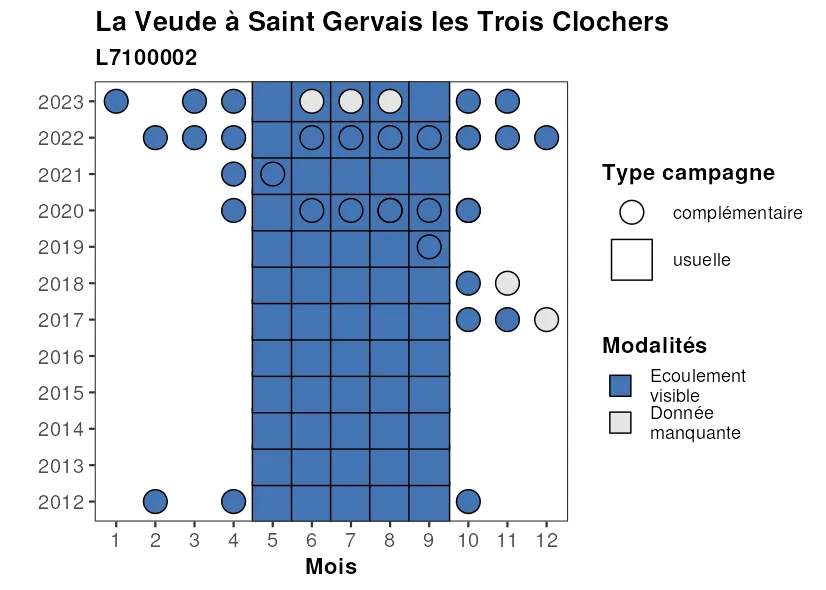 La Veude à Saint Gervais les Trois Clochers
L7100002
2023
2022
2021
2020
2019
2018
2017
2016
2015
2014
2013
2012
1 2 3 4 5 6 7 8 9 10 11 12
Mois
Type campagne
complémentaire
usuelle
Modalités
Ecoulement
visible
Donnée
manquante